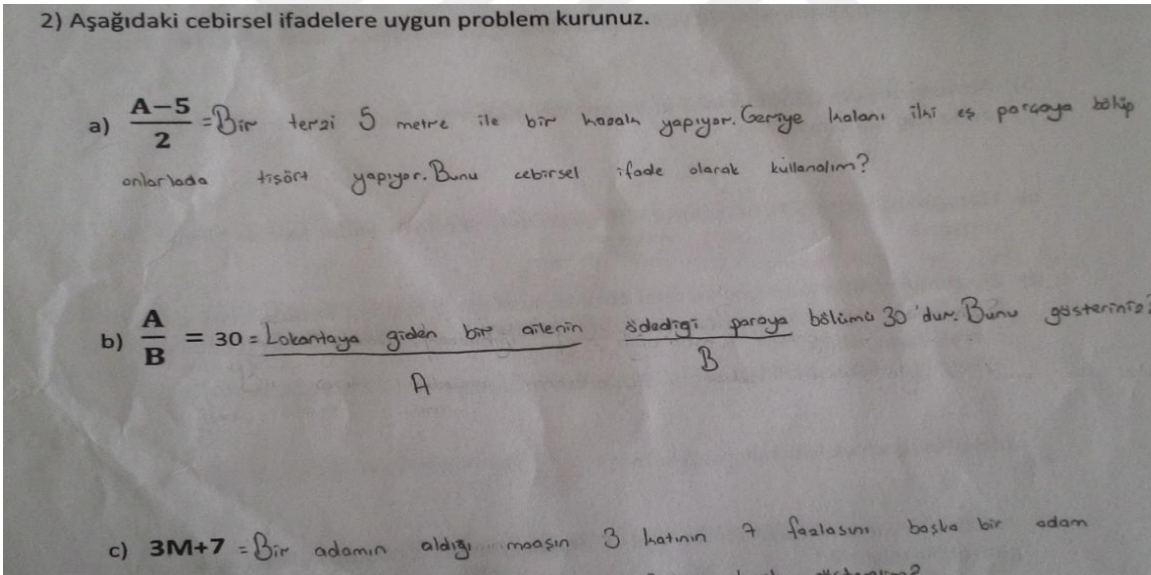 2) Aşağıdaki cebirsel ifadelere uygun problem kurunuz.
a) A-5 / 2 = Bir terzi 5 metre ile bir kazak yapıyor. Geriye kalanı iki eş parçaya bölüp
onlarlada tişört yapıyor. Bunu cebirsel ifade olarak küllanalım?
b) A / B = 30 = Lokantaya giden bir ailenin ödediği paraya bölümü 30'dur. Bunu gösteriniz?
A B
c) 3M+7 = Bir adamın aldığı maaşın 3 katının 7 fazlasını başka bir adam